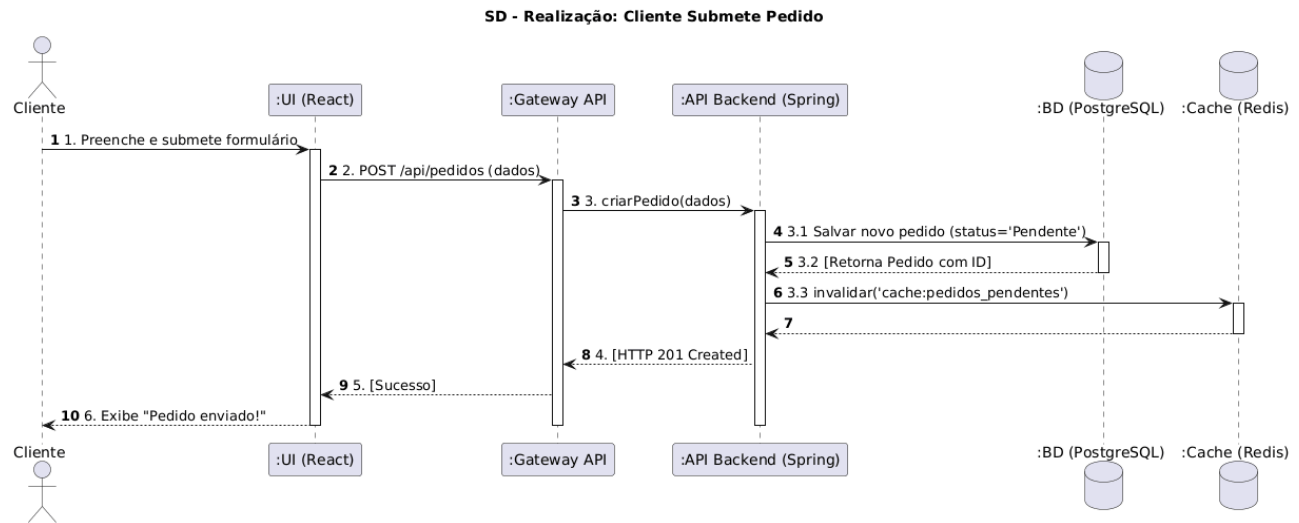 SD - Realização: Cliente Submete Pedido
Cliente
:UI (React)
:Gateway API
:API Backend (Spring)
:BD (PostgreSQL)
:Cache (Redis)
1 1. Preenche e submete formulário
2 2. POST /api/pedidos (dados)
3 3. criarPedido(dados)
4 3.1 Salvar novo pedido (status='Pendente')
5 3.2 [Retorna Pedido com ID]
6 3.3 invalidar('cache:pedidos_pendentes')
7
8 4. [HTTP 201 Created]
9 5. [Sucesso]
10 6. Exibe "Pedido enviado!"
Cliente
:UI (React)
:Gateway API
:API Backend (Spring)
:BD (PostgreSQL)
:Cache (Redis)